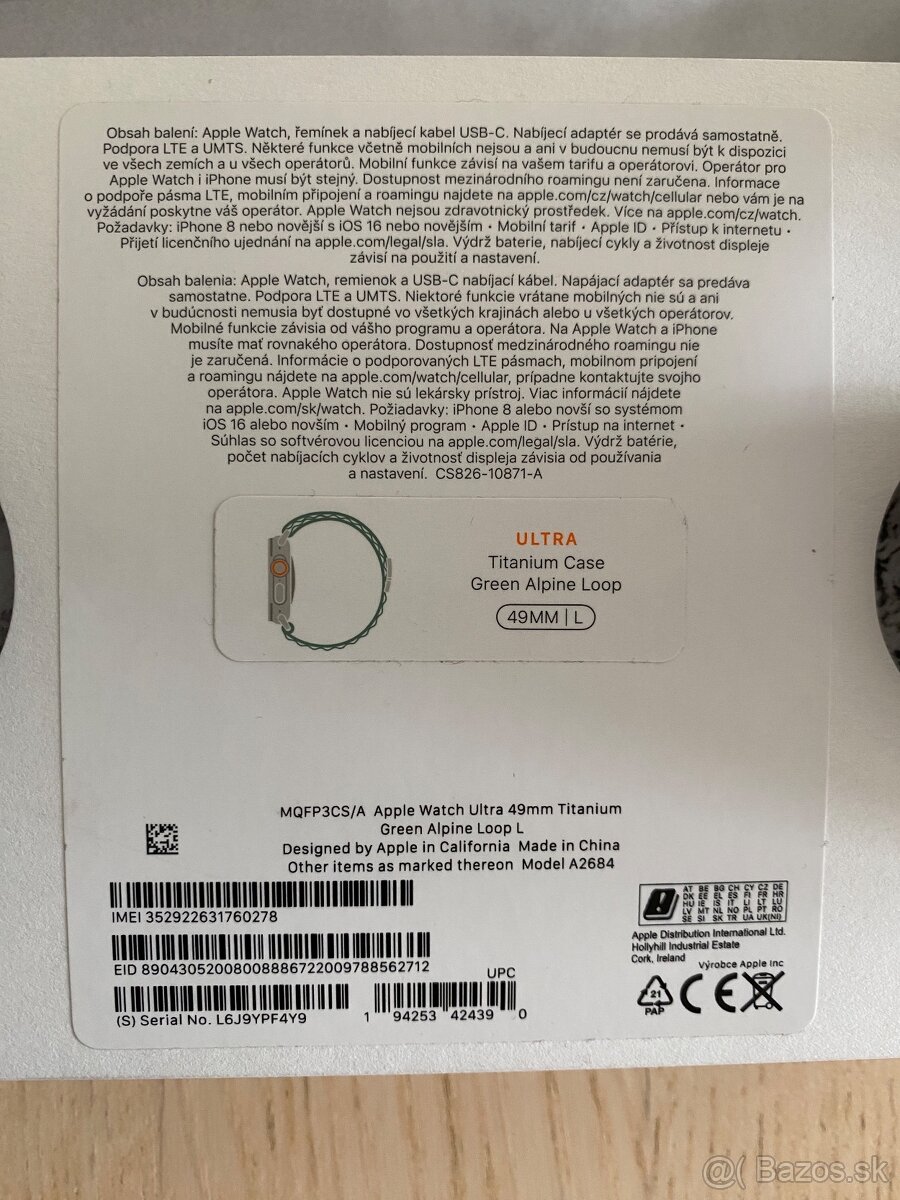 Obsah balení: Apple Watch, řemínek a nabíjecí kabel USB-C. Nabíjecí adaptér se prodává samostatně.
Podpora LTE a UMTS. Některé funkce včetně mobilních nejsou a ani v budoucnu nemusí být k dispozici
ve všech zemích a u všech operátorů. Mobilní funkce závisí na vašem tarifu a operátorovi. Operátor pro
Apple Watch i iPhone musí být stejný. Dostupnost mezinárodního roamingu není zaručena. Informace
o podpoře pásma LTE, mobilním připojení a roamingu najdete na apple.com/cz/watch/cellular nebo vám je na
vyžádání poskytne váš operátor. Apple Watch nejsou zdravotnický prostředek. Více na apple.com/cz/watch.
Požadavky: iPhone 8 nebo novější s iOS 16 nebo novějším • Mobilní tarif • Apple ID • Přístup k internetu •
Přijetí licenčního ujednání na apple.com/legal/sla. Výdrž baterie, nabíjecí cykly a životnost displeje
závisí na použití a nastavení.
Obsah balenia: Apple Watch, remienok a USB-C nabíjací kábel. Napájací adaptér sa predáva
samostatne. Podpora LTE a UMTS. Niektoré funkcie vrátane mobilných nie sú a ani
v budúcnosti nemusia byť dostupné vo všetkých krajinách alebo u všetkých operátorov.
Mobilné funkcie závisia od vášho programu a operátora. Na Apple Watch a iPhone
musíte mať rovnakého operátora. Dostupnosť medzinárodného roamingu nie
je zaručená. Informácie o podporovaných LTE pásmach, mobilnom pripojení
a roamingu nájdete na apple.com/watch/cellular, prípadne kontaktujte svojho
operátora. Apple Watch nie sú lekársky prístroj. Viac informácií nájdete
na apple.com/sk/watch. Požiadavky: iPhone 8 alebo novší so systémom
iOS 16 alebo novším • Mobilný program • Apple ID • Prístup na internet •
Súhlas so softvérovou licenciou na apple.com/legal/sla. Výdrž batérie,
počet nabíjacích cyklov a životnosť displeja závisia od používania
a nastavení. CS826-10871-A
ULTRA
Titanium Case
Green Alpine Loop
49MM | L
MQFP3CS/A Apple Watch Ultra 49mm Titanium
Green Alpine Loop L
Designed by Apple in California Made in China
Other items as marked thereon Model A2684
IMEI 352922631760278
EID 89043052008008886722009788562712
UPC
(S) Serial No. L6J9YPF4Y9
1 94253 42439 0
AT BE BG CH CY CZ DE
DK EE EL ES FI FR HR
HU IE IS IT LI LT LU
LV MT NL NO PL PT RO
SE SI SK TR UA UK(NI)
Apple Distribution International Ltd.
Hollyhill Industrial Estate
Cork, Ireland
Výrobce Apple Inc
21
PAP
CE
@( Bazos.sk